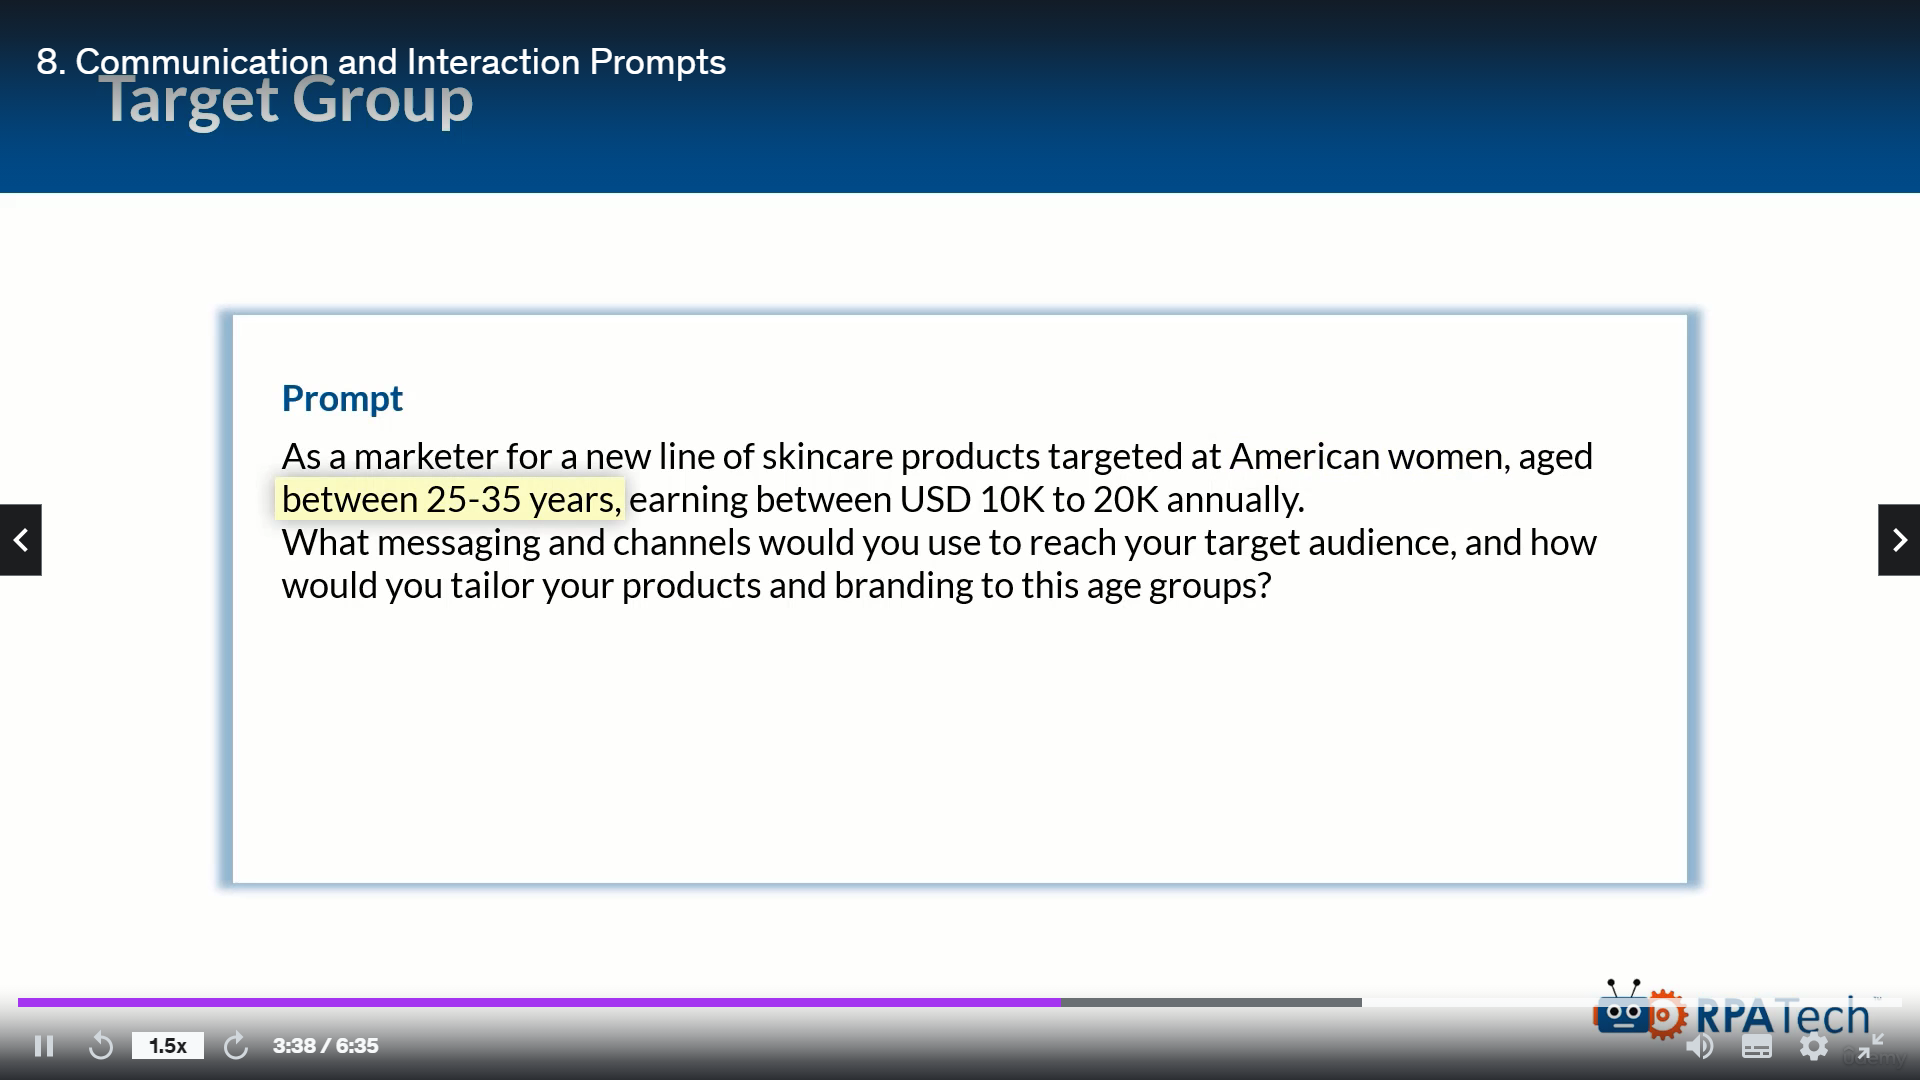 8. Communication and Interaction Prompts
Target Group
Prompt
As a marketer for a new line of skincare products targeted at American women, aged
between 25-35 years, earning between USD 10K to 20K annually.
What messaging and channels would you use to reach your target audience, and how
would you tailor your products and branding to this age groups?
RPATech
1.5x
3:38 / 6:35
Udemy